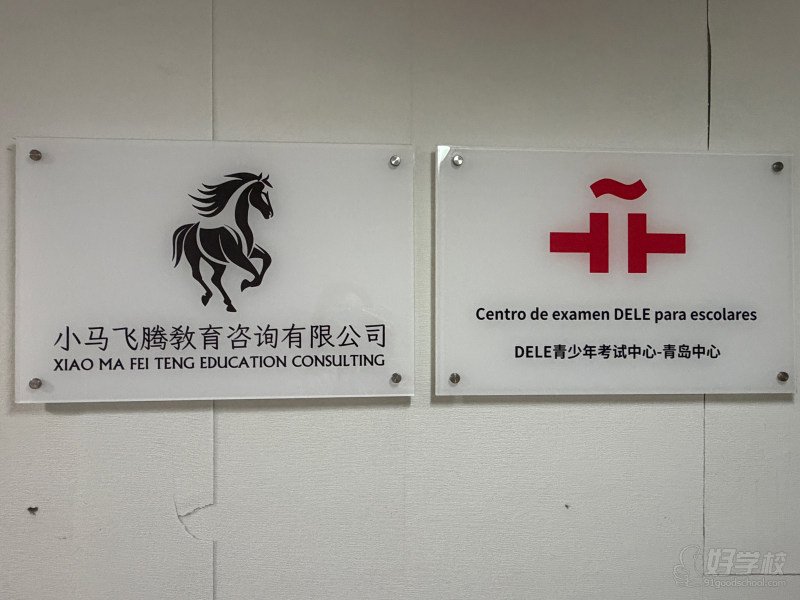 小马飞腾教育咨询有限公司
XIAO MA FEI TENG EDUCATION CONSULTING
Centro de examen DELE para escolares
DELE青少年考试中心-青岛中心
好学校
91goodschool.com